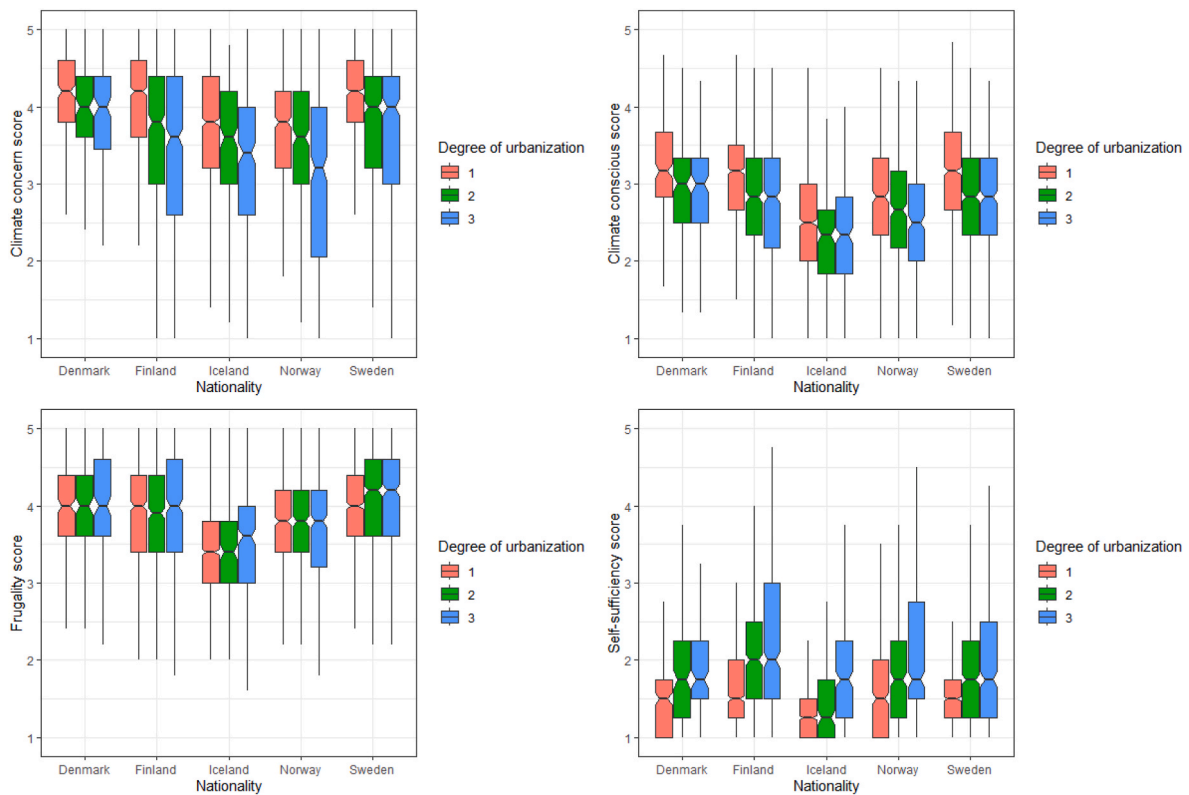 Climate concern score
5
4
3
2
1
Denmark Finland Iceland Norway Sweden
Nationality
Degree of urbanization
1
2
3
Climate conscious score
5
4
3
2
1
Denmark Finland Iceland Norway Sweden
Nationality
Degree of urbanization
1
2
3
Frugality score
5
4
3
2
1
Denmark Finland Iceland Norway Sweden
Nationality
Degree of urbanization
1
2
3
Self-sufficiency score
5
4
3
2
1
Denmark Finland Iceland Norway Sweden
Nationality
Degree of urbanization
1
2
3